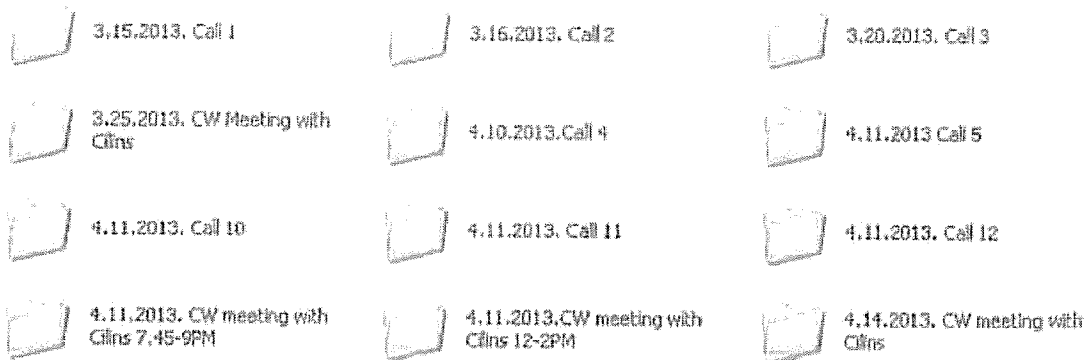 3.15.2013. Call 1
3.16.2013. Call 2
3.20.2013. Call 3
3.25.2013. CW Meeting with
Cilins
4.10.2013.Call 4
4.11.2013 Call 5
4.11.2013. Call 10
4.11.2013. Call 11
4.11.2013. Call 12
4.11.2013. CW meeting with
Cilins 7.45-9PM
4.11.2013.CW meeting with
Cilins 12-2PM
4.14.2013. CW meeting with
Cilins